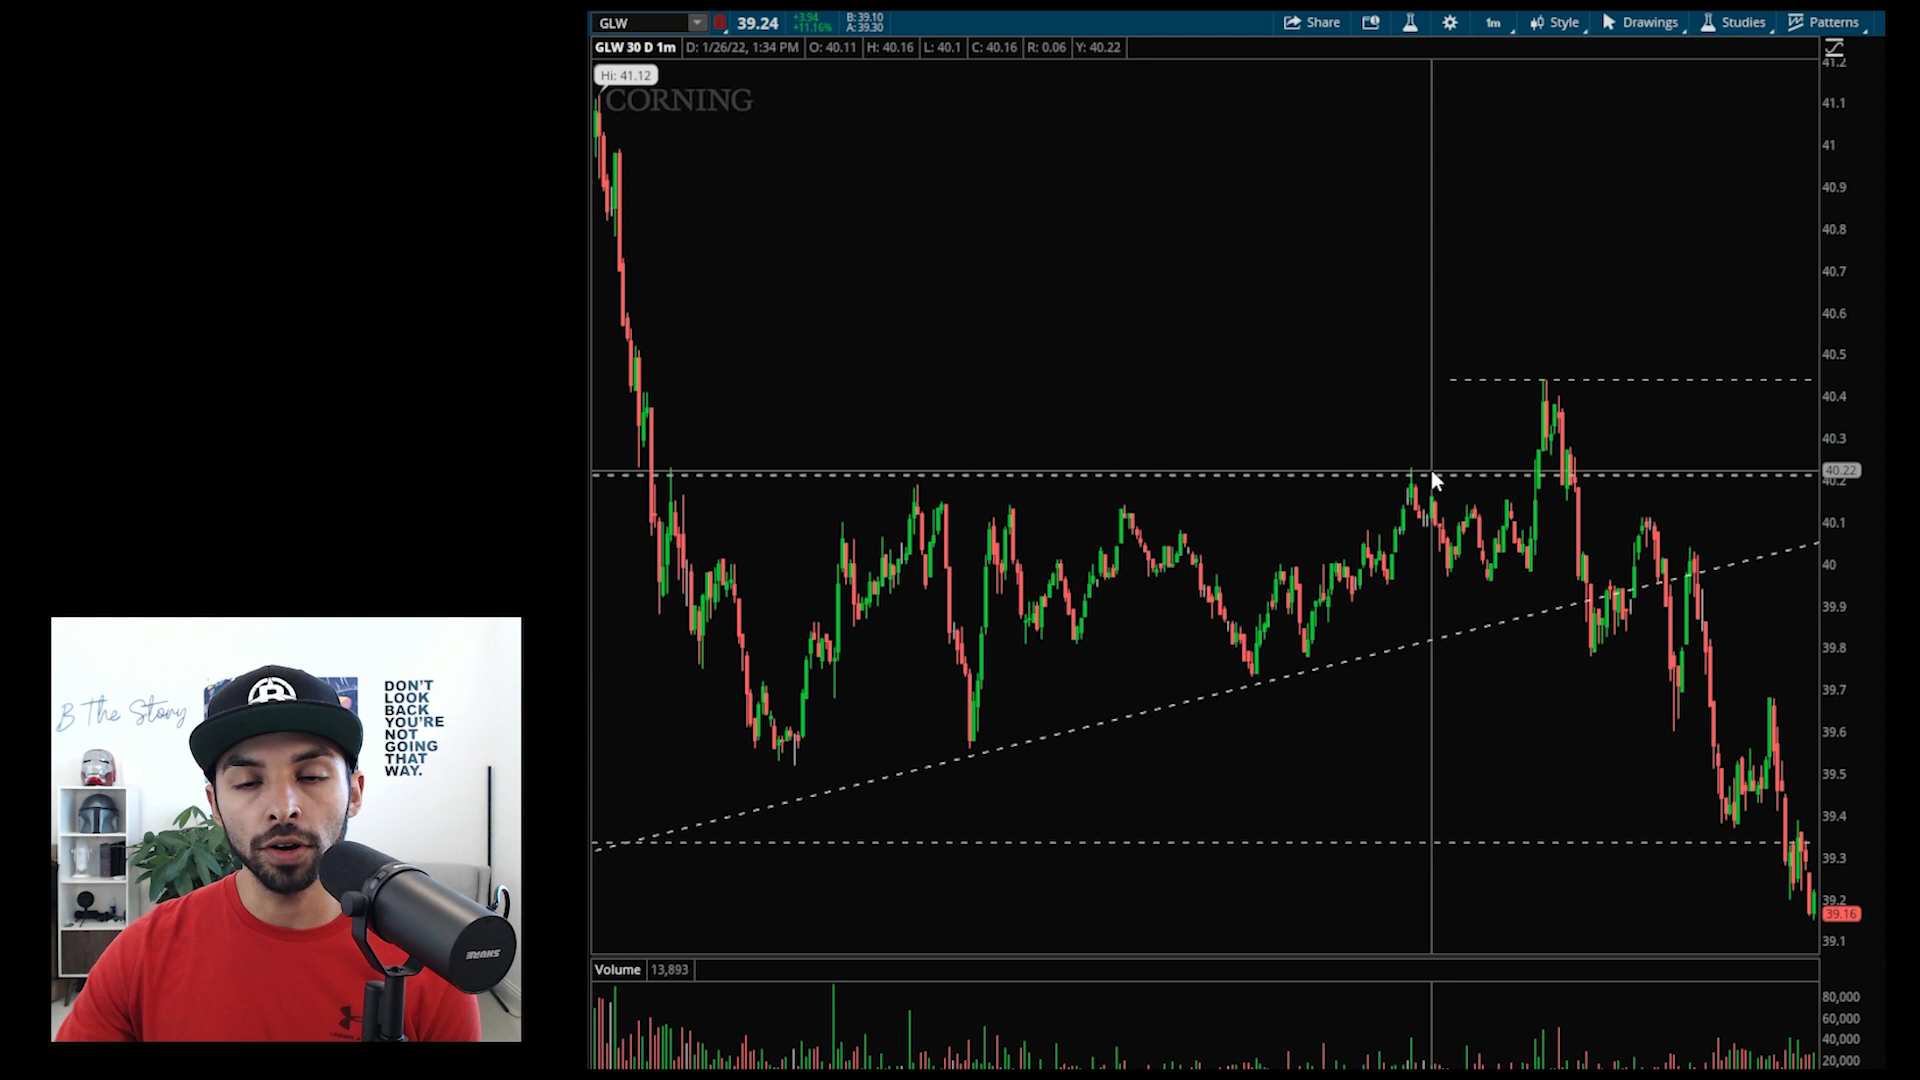 GLW
39.24
+3.94
+11.16%
B: 39.10
A: 39.30
Share
1m
Style
Drawings
Studies
Patterns
GLW 30 D 1m
D: 1/26/22, 1:34 PM
O: 40.11
H: 40.16
L: 40.1
C: 40.16
R: 0.06
Y: 40.22
Hi: 41.12
CORNING
41.2
41.1
41
40.9
40.8
40.7
40.6
40.5
40.4
40.3
40.22
40.2
40.1
40
39.9
39.8
39.7
39.6
39.5
39.4
39.3
39.2
39.16
39.1
Volume
13,893
80,000
60,000
40,000
20,000
B The Story
DON'T
LOOK
BACK
YOU'RE
NOT
GOING
THAT
WAY.
SHURE